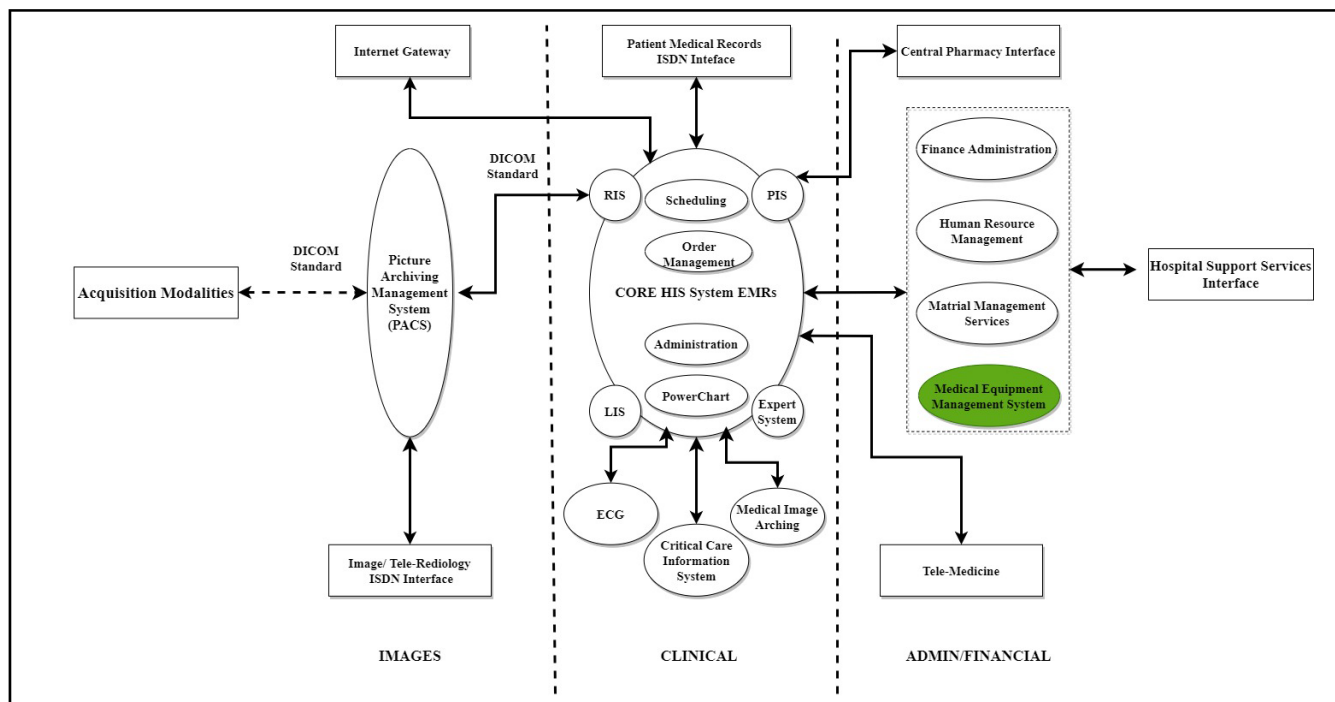 Internet Gateway
Patient Medical Records
ISDN Inteface
Central Pharmacy Interface
DICOM
Standard
RIS
Scheduling
PIS
Order
Management
CORE HIS System EMRs
Administration
PowerChart
LIS
Expert
System
Finance Administration
Human Resource
Management
Matrial Management
Services
Medical Equipment
Management System
Hospital Support Services
Interface
DICOM
Standard
Acquisition Modalities
Picture
Archiving
Management
System
(PACS)
ECG
Critical Care
Information
System
Medical Image
Arching
Image/ Tele-Rediology
ISDN Interface
Tele-Medicine
IMAGES
CLINICAL
ADMIN/FINANCIAL